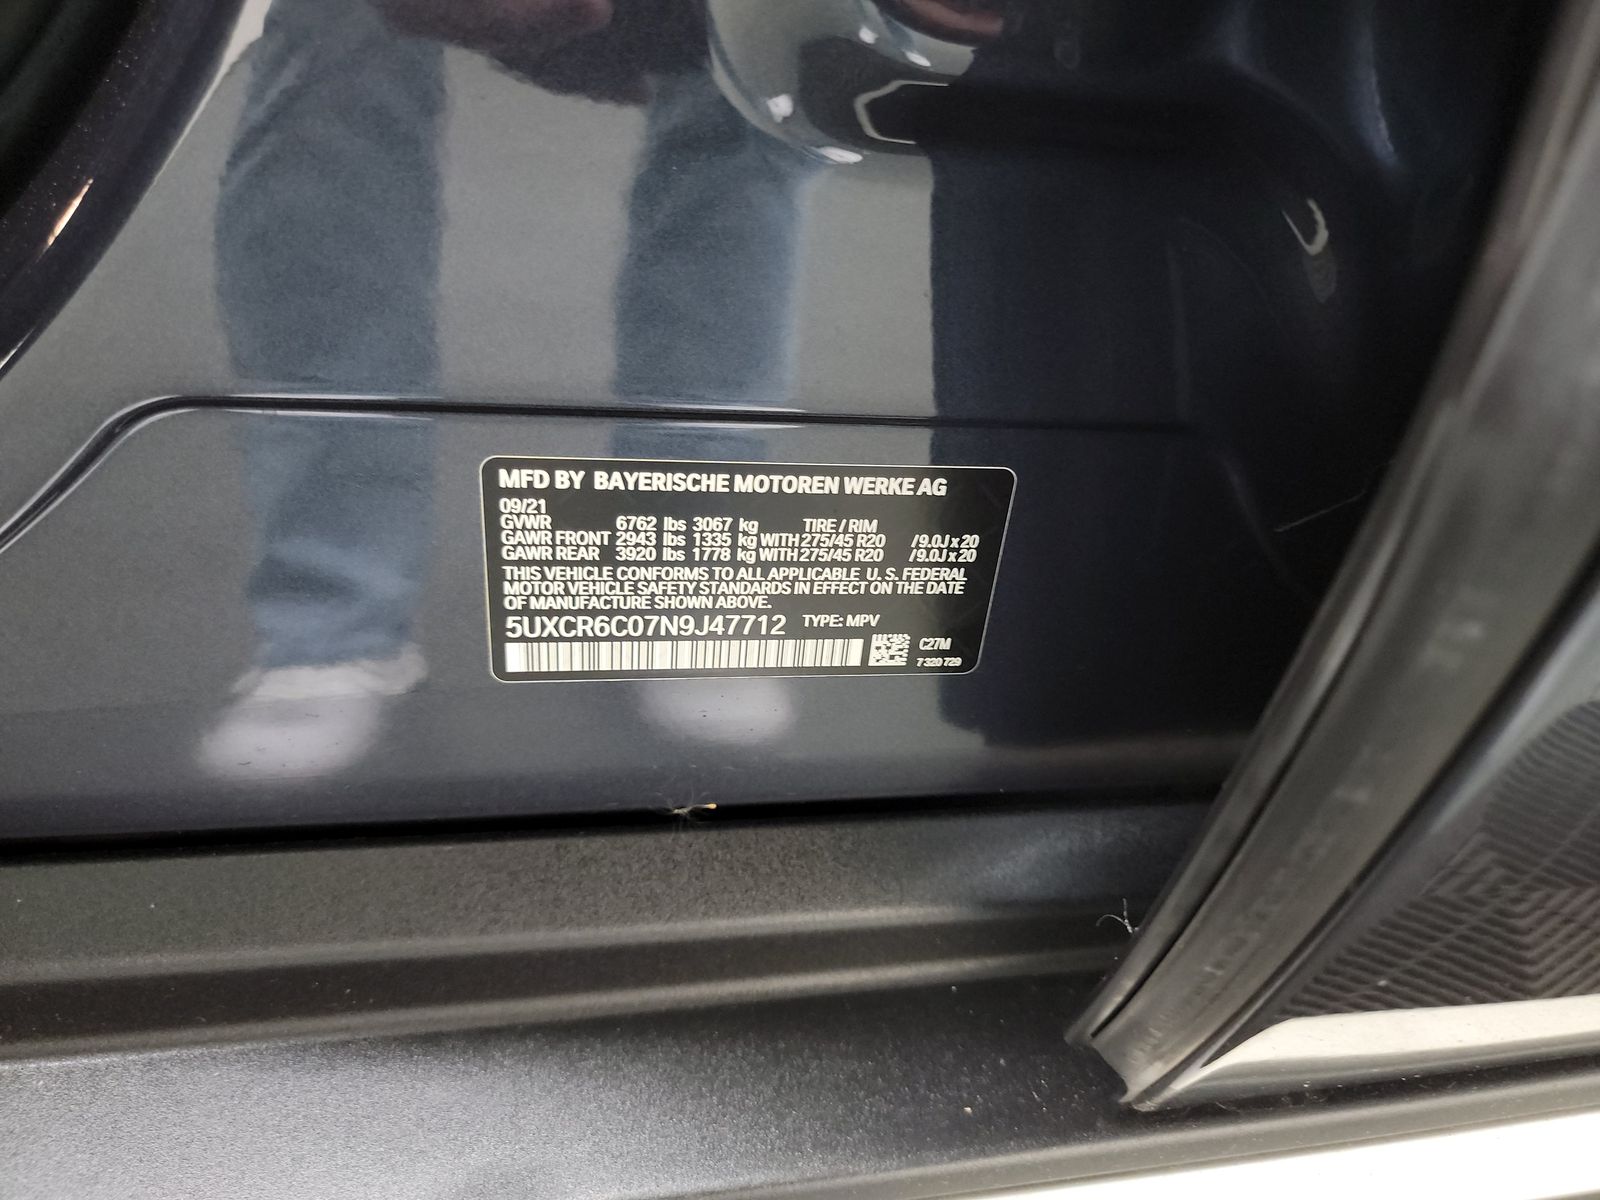 MFD BY BAYERISCHE MOTOREN WERKE AG
09/21
GVWR 6762 lbs 3067 kg TIRE / RIM
GAWR FRONT 2943 lbs 1335 kg WITH 275/45 R20 /9.0J x 20
GAWR REAR 3920 lbs 1778 kg WITH 275/45 R20 /9.0J x 20
THIS VEHICLE CONFORMS TO ALL APPLICABLE U. S. FEDERAL
MOTOR VEHICLE SAFETY STANDARDS IN EFFECT ON THE DATE
OF MANUFACTURE SHOWN ABOVE.
5UXCR6C07N9J47712 TYPE: MPV
C27M
7 320 729